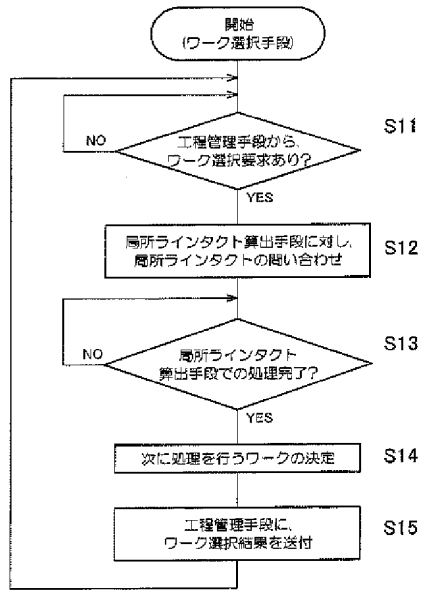 開始
(ワーク選択手段)
工程管理手段から、
ワーク選択要求あり?
S11
NO
YES
局所ラインタクト算出手段に対し、
局所ラインタクトの問い合わせ
S12
局所ラインタクト
算出手段での処理完了?
S13
NO
YES
次に処理を行うワークの決定
S14
工程管理手段に、
ワーク選択結果を送付
S15